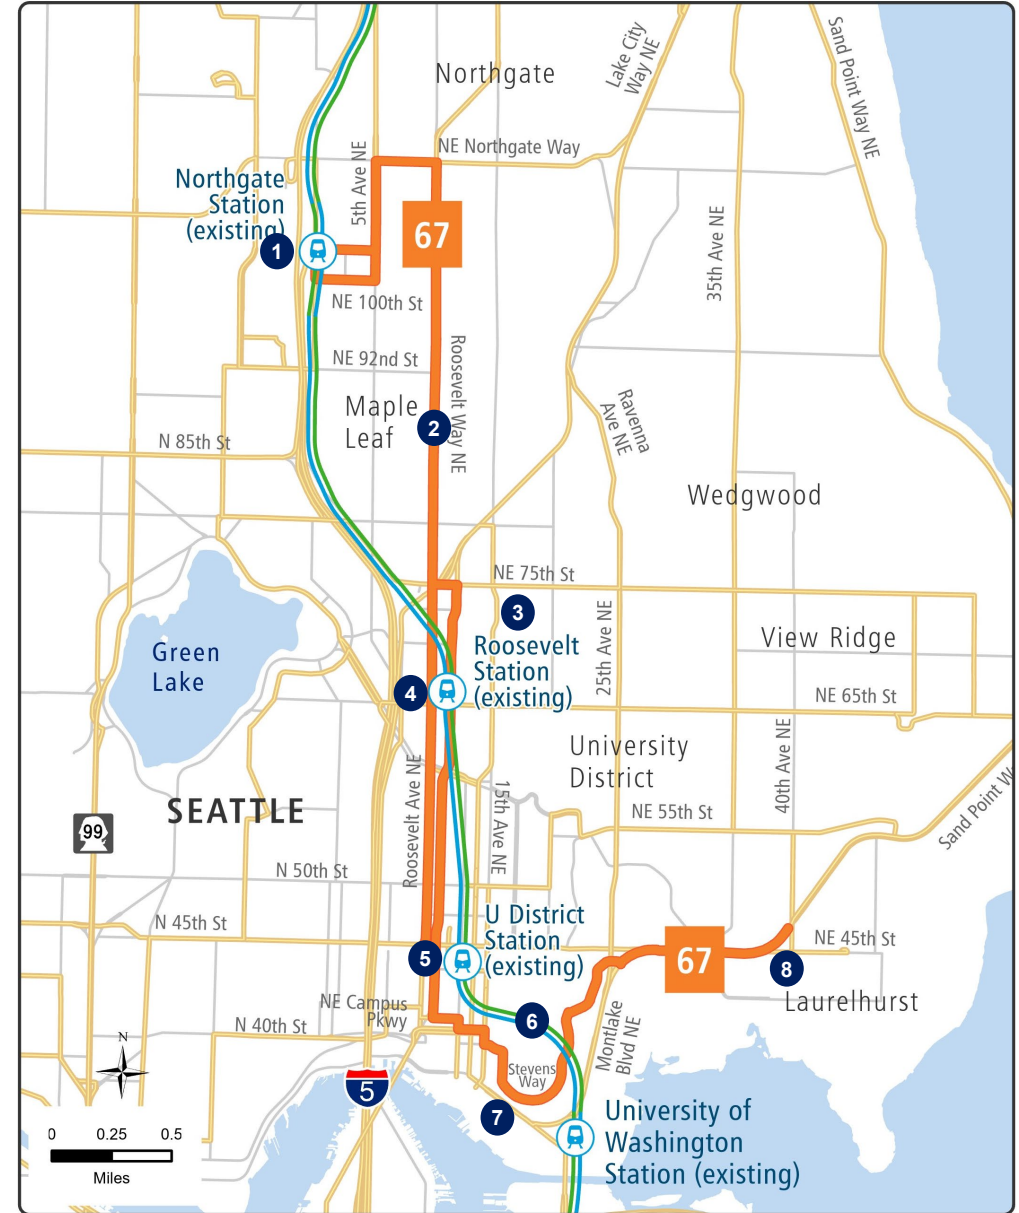 Northgate
Lake City
Way NE
Sand Point Way NE
NE Northgate Way
5th Ave NE
Northgate
Station
(existing)
1
67
35th Ave NE
NE 100th St
NE 92nd St
Roosevelt Way NE
Maple
Leaf
2
Ravenna
Ave NE
N 85th St
Wedgwood
NE 75th St
3
Roosevelt
Station
(existing)
25th Ave NE
View Ridge
Green
Lake
4
NE 65th St
University
District
40th Ave NE
Roosevelt Ave NE
15th Ave NE
SEATTLE
NE 55th St
Sand Point W
99
N 50th St
U District
Station
(existing)
N 45th St
5
67
NE 45th St
8
Laurelhurst
NE Campus
Pkwy
6
N 40th St
Montlake
Blvd NE
N
Stevens
Way
5
7
University of
Washington
Station (existing)
0 0.25 0.5
Miles